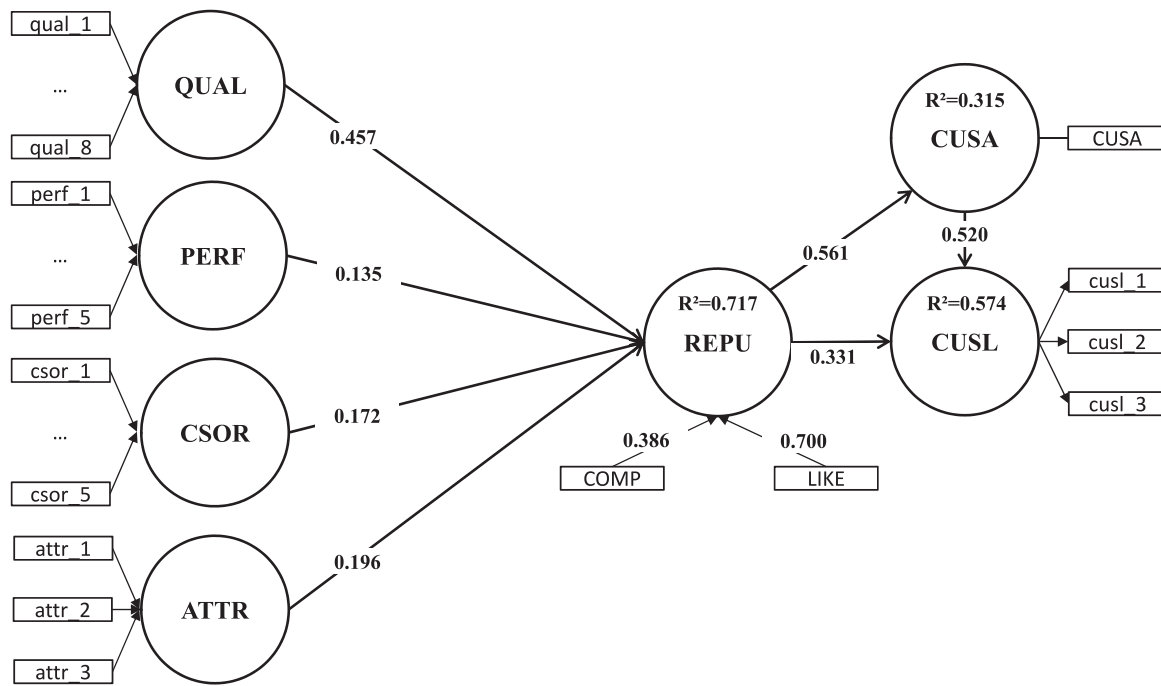 qual_1
...
qual_8
QUAL
0.457
perf_1
...
perf_5
PERF
0.135
csor_1
...
csor_5
CSOR
0.172
attr_1
attr_2
attr_3
ATTR
0.196
R²=0.717
REPU
0.386
COMP
0.700
LIKE
0.561
0.331
R²=0.315
CUSA
CUSA
0.520
R²=0.574
CUSL
cusl_1
cusl_2
cusl_3